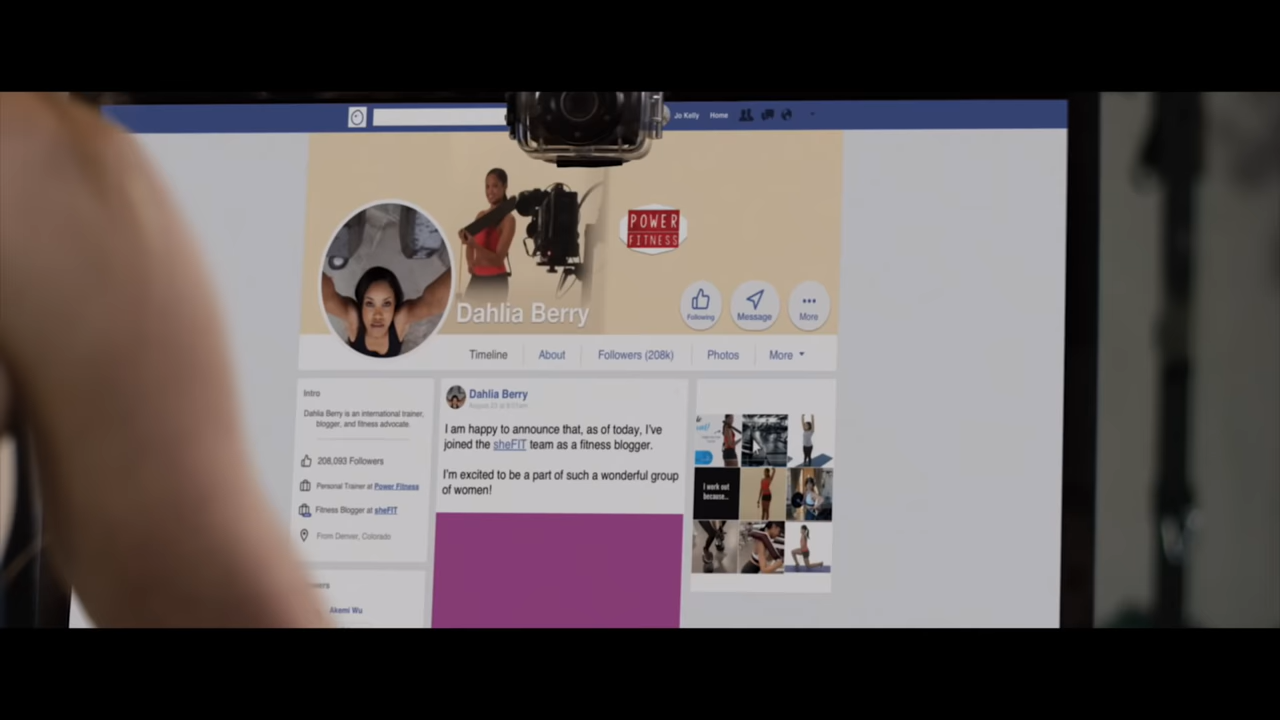 Jo Kelly Home
POWER
FITNESS
Dahlia Berry
Following
Message
More
Timeline About Followers (208k) Photos More
Intro
Dahlia Berry is an international trainer,
blogger, and fitness advocate.
208,093 Followers
Personal Trainer at Power Fitness
Fitness Blogger at sheFIT
From Denver, Colorado
Akemi Wu
Dahlia Berry
I am happy to announce that, as of today, I've
joined the sheFIT team as a fitness blogger.
I'm excited to be a part of such a wonderful group
of women!
I work out
because...